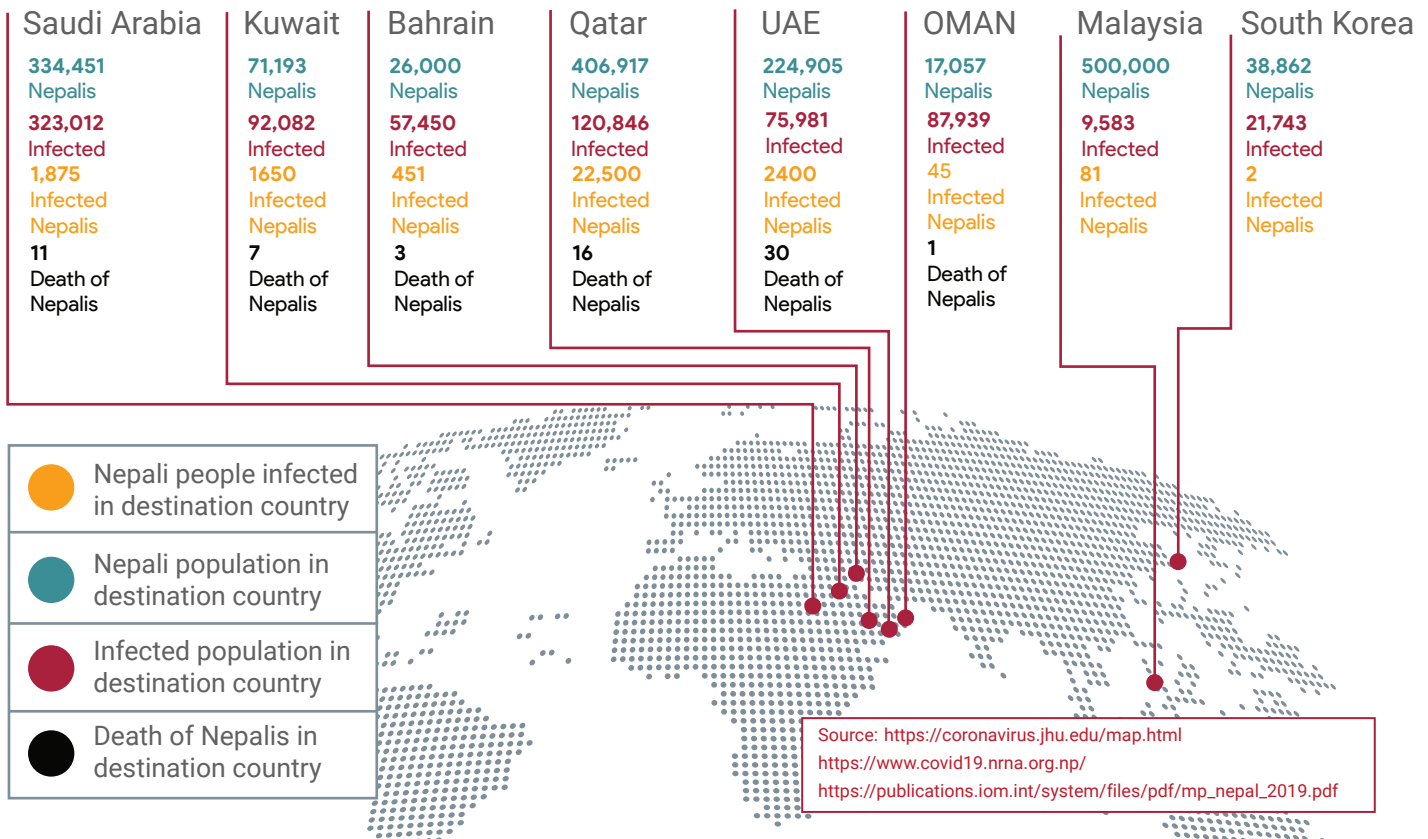 Saudi Arabia
334,451
Nepalis
323,012
Infected
1,875
Infected
Nepalis
11
Death of
Nepalis
Kuwait
71,193
Nepalis
92,082
Infected
1650
Infected
Nepalis
7
Death of
Nepalis
Bahrain
26,000
Nepalis
57,450
Infected
451
Infected
Nepalis
3
Death of
Nepalis
Qatar
406,917
Nepalis
120,846
Infected
22,500
Infected
Nepalis
16
Death of
Nepalis
UAE
224,905
Nepalis
75,981
Infected
2400
Infected
Nepalis
30
Death of
Nepalis
OMAN
17,057
Nepalis
87,939
Infected
45
Infected
Nepalis
1
Death of
Nepalis
Malaysia
500,000
Nepalis
9,583
Infected
81
Infected
Nepalis
South Korea
38,862
Nepalis
21,743
Infected
2
Infected
Nepalis
Nepali people infected
in destination country
Nepali population in
destination country
Infected population in
destination country
Death of Nepalis in
destination country
Source: https://coronavirus.jhu.edu/map.html
https://www.covid19.nrna.org.np/
https://publications.iom.int/system/files/pdf/mp_nepal_2019.pdf